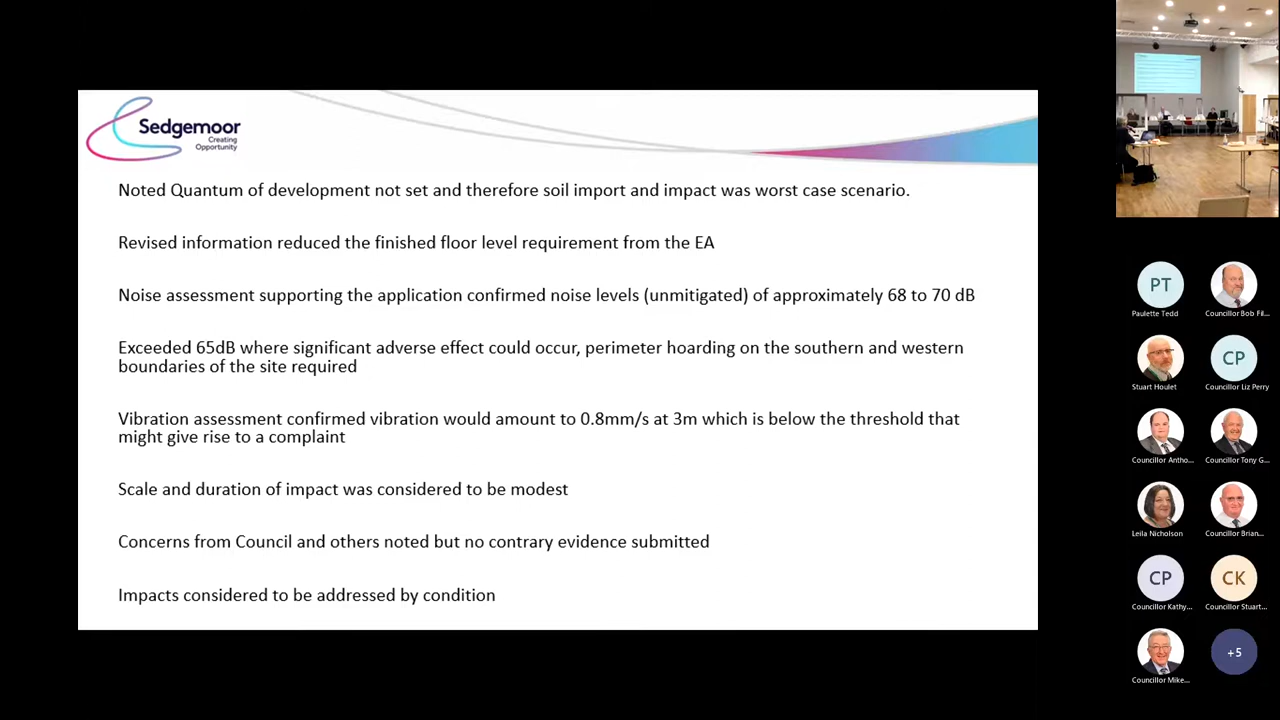 Sedgemoor
Creating
Opportunity
Noted Quantum of development not set and therefore soil import and impact was worst case scenario.
Revised information reduced the finished floor level requirement from the EA
Noise assessment supporting the application confirmed noise levels (unmitigated) of approximately 68 to 70 dB
Exceeded 65dB where significant adverse effect could occur, perimeter hoarding on the southern and western
boundaries of the site required
Vibration assessment confirmed vibration would amount to 0.8mm/s at 3m which is below the threshold that
might give rise to a complaint
Scale and duration of impact was considered to be modest
Concerns from Council and others noted but no contrary evidence submitted
Impacts considered to be addressed by condition
PT
Paulette Tedd
Councillor Bob Fil...
Stuart Houlet
CP
Councillor Liz Perry
Councillor Antho...
Councillor Tony G...
Leila Nicholson
Councillor Brian...
CP
Councillor Kathy...
CK
Councillor Stuart...
Councillor Mike...
+5